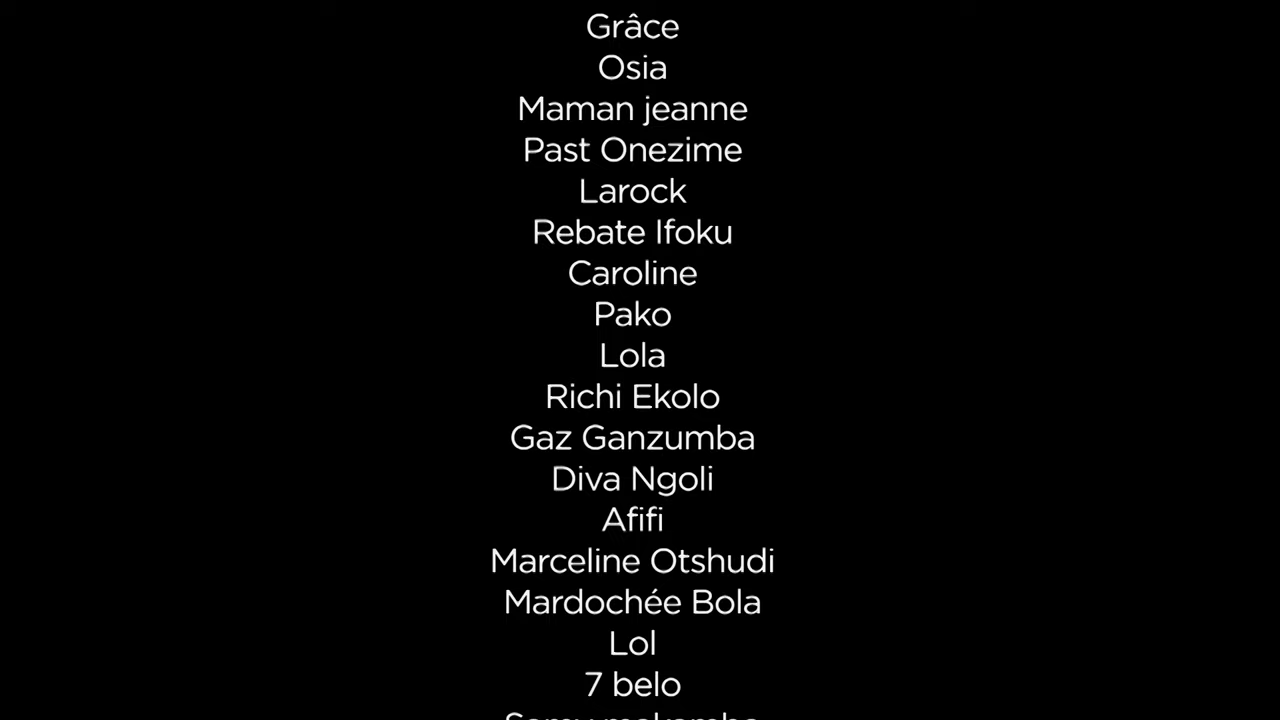 Grâce
Osia
Maman jeanne
Past Onezime
Larock
Rebate Ifoku
Caroline
Pako
Lola
Richi Ekolo
Gaz Ganzumba
Diva Ngoli
Afifi
Marceline Otshudi
Mardochée Bola
Lol
7 belo